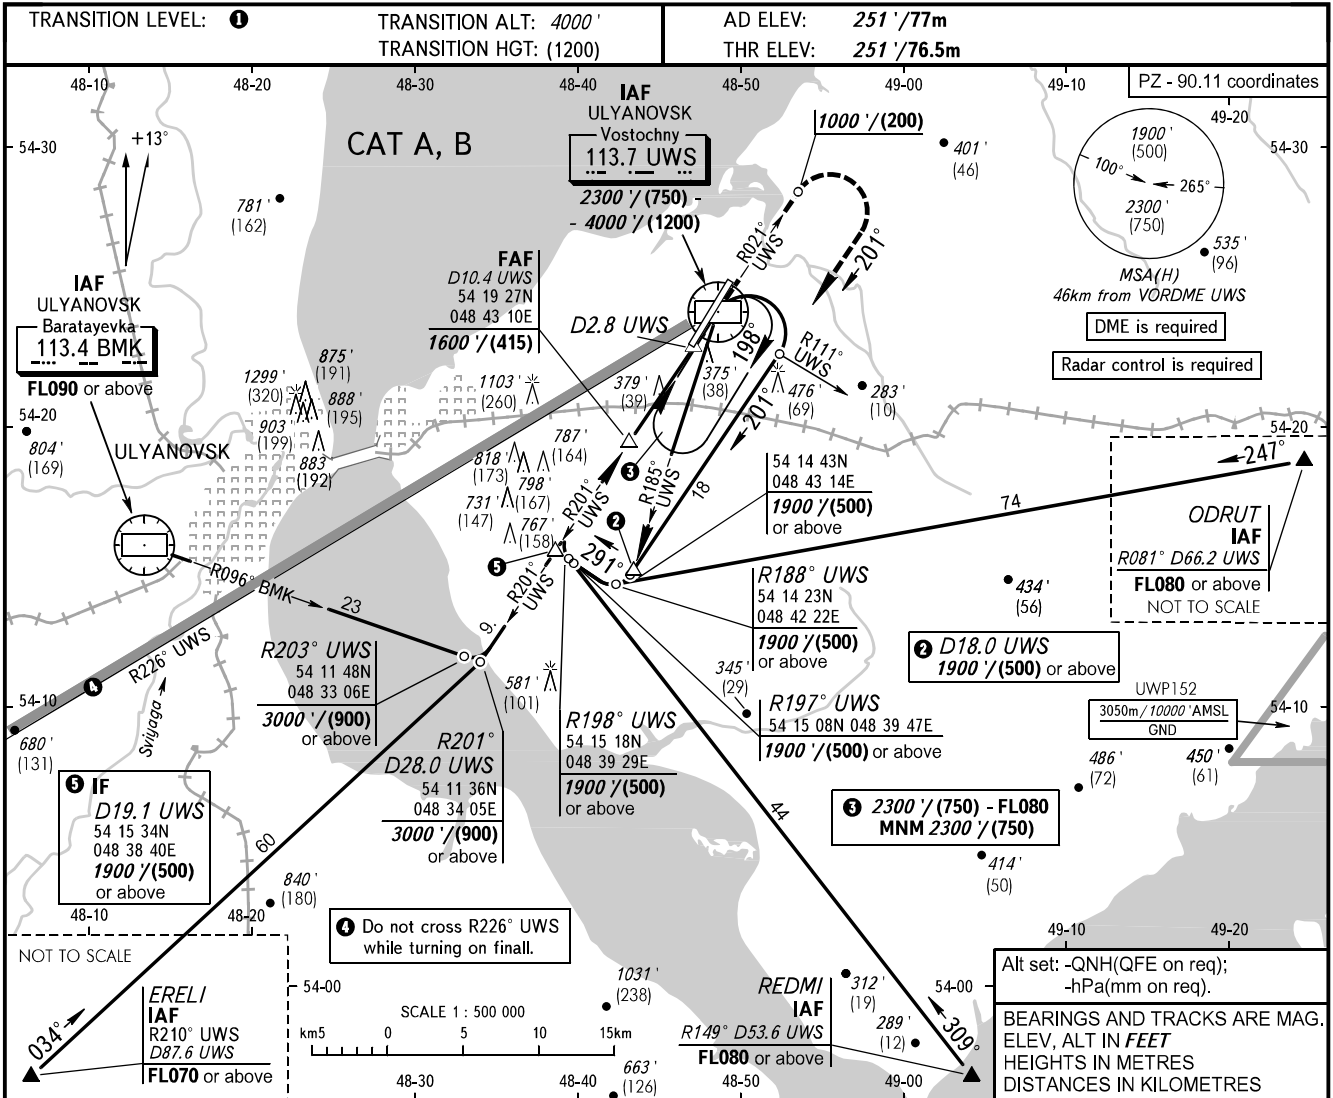 TRANSITION LEVEL: ❶
TRANSITION ALT: 4000 '
TRANSITION HGT: (1200)
AD ELEV: 251 '/77m
THR ELEV: 251 '/76.5m
48-10
48-20
48-30
48-40
48-50
49-00
49-10
PZ - 90.11 coordinates
49-20
54-30
+13°
CAT A, B
IAF
ULYANOVSK
Vostochny
113.7 UWS
2300 '/(750) -
- 4000 '/(1200)
1000 '/(200)
401 '
(46)
1900 '
(500)
100°
265°
2300 '
(750)
54-30
535 '
(96)
MSA(H)
46km from VORDME UWS
DME is required
Radar control is required
781 '
(162)
IAF
ULYANOVSK
Baratayevka
113.4 BMK
FL090 or above
FAF
D10.4 UWS
54 19 27N
048 43 10E
1600 '/(415)
R021°
UWS
201°
D2.8 UWS
198°
R111°
UWS
201°
875 '
(191)
1299 '
(320)
888 '
(195)
903 '
(199)
883
(192)
1103 '
(260)
379 '
(39)
375 '
(38)
476 '
(69)
283 '
(10)
54-20
804 '
(169)
ULYANOVSK
787 '
(164)
818 '
(173)
798 '
(167)
731 '
(147)
767 '
(158)
❸
R201°
UWS
R185°
UWS
18
❷
❺
291°
R201°
UWS
9.
54 14 43N
048 43 14E
1900 '/(500)
or above
54-20
247°
74
ODRUT
IAF
R081° D66.2 UWS
FL080 or above
NOT TO SCALE
434 '
(56)
R096° BMK
23
R226° UWS
Sviyaga
❹
R188° UWS
54 14 23N
048 42 22E
1900 '/(500)
or above
❷ D18.0 UWS
1900 '/(500) or above
R203° UWS
54 11 48N
048 33 06E
3000 '/(900)
or above
581 '
(101)
345 '
(29)
54-10
680 '
(131)
R201°
D28.0 UWS
54 11 36N
048 34 05E
3000 '/(900)
or above
R198° UWS
54 15 18N
048 39 29E
1900 '/(500)
or above
R197° UWS
54 15 08N 048 39 47E
1900 '/(500) or above
UWP152
3050m/10000 'AMSL
GND
54-10
486 '
(72)
450 '
(61)
❺ IF
D19.1 UWS
54 15 34N
048 38 40E
1900 '/(500)
or above
60
44
❸ 2300 '/(750) - FL080
MNM 2300 '/(750)
414 '
(50)
840 '
(180)
48-10
48-20
❹ Do not cross R226° UWS
while turning on finall.
49-10
49-20
NOT TO SCALE
ERELI
IAF
R210° UWS
D87.6 UWS
FL070 or above
034°
54-00
SCALE 1 : 500 000
km5 0 5 10 15km
1031 '
(238)
663 '
(126)
REDMI
IAF
R149° D53.6 UWS
FL080 or above
312 '
(19)
289 '
(12)
309°
54-00
48-30
48-40
48-50
49-00
Alt set: -QNH(QFE on req);
-hPa(mm on req).
BEARINGS AND TRACKS ARE MAG.
ELEV, ALT IN FEET
HEIGHTS IN METRES
DISTANCES IN KILOMETRES